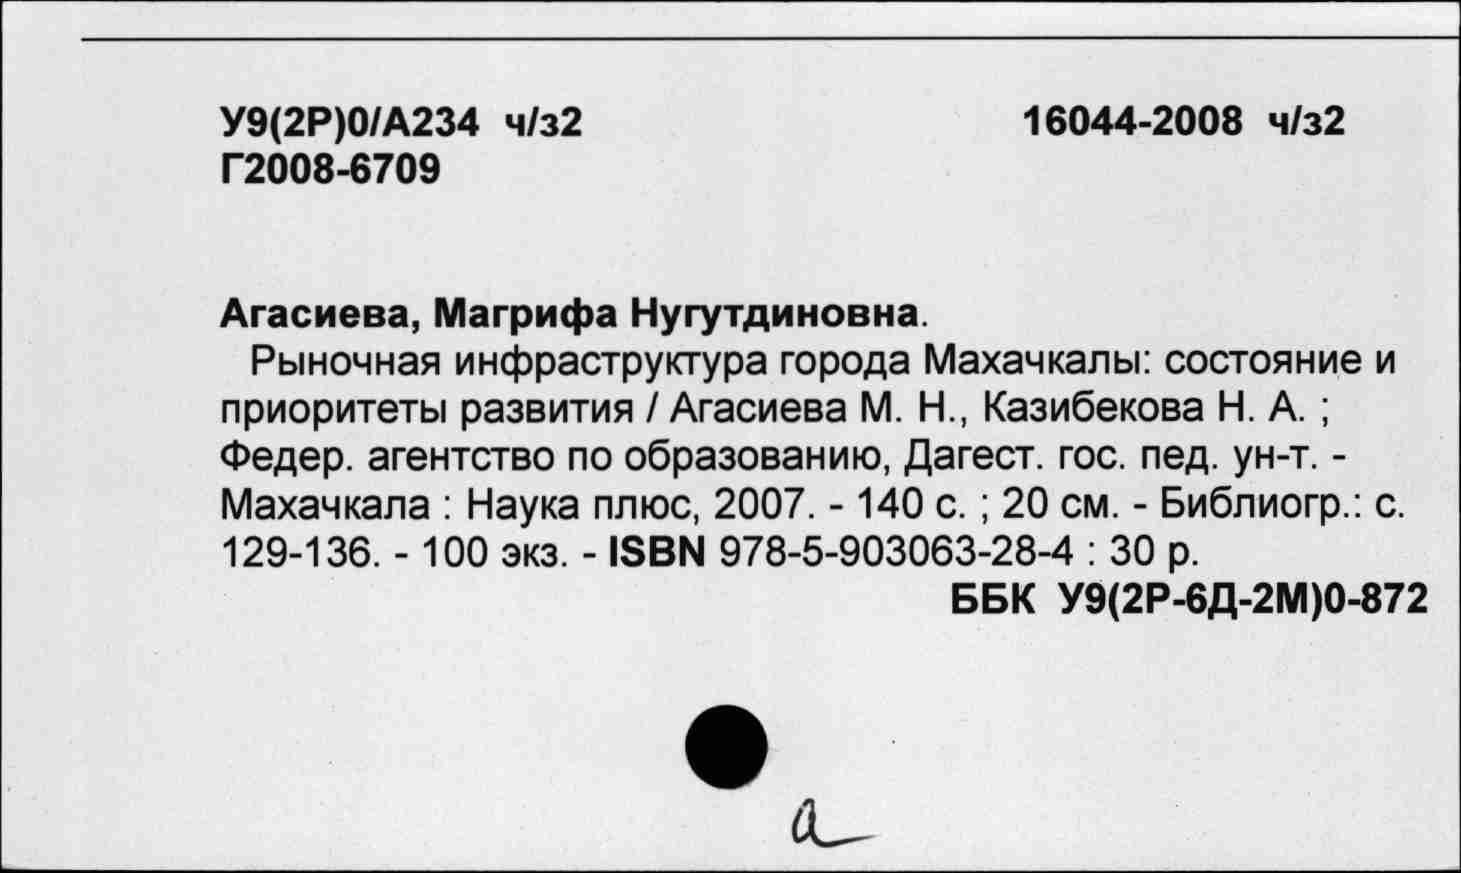 У9(2Р)0/А234 ч/з2 16044-2008 ч/з2
Г2008-6709
Агасиева, Магрифа Нугутдиновна.
Рыночная инфраструктура города Махачкалы: состояние и
приоритеты развития / Агасиева М. Н., Казибекова Н. А. ;
Федер. агентство по образованию, Дагест. гос. пед. ун-т. -
Махачкала : Наука плюс, 2007. - 140 с. ; 20 см. - Библиогр.: с.
129-136. - 100 экз. - ISBN 978-5-903063-28-4 : 30 р.
ББК У9(2Р-6Д-2М)0-872
а